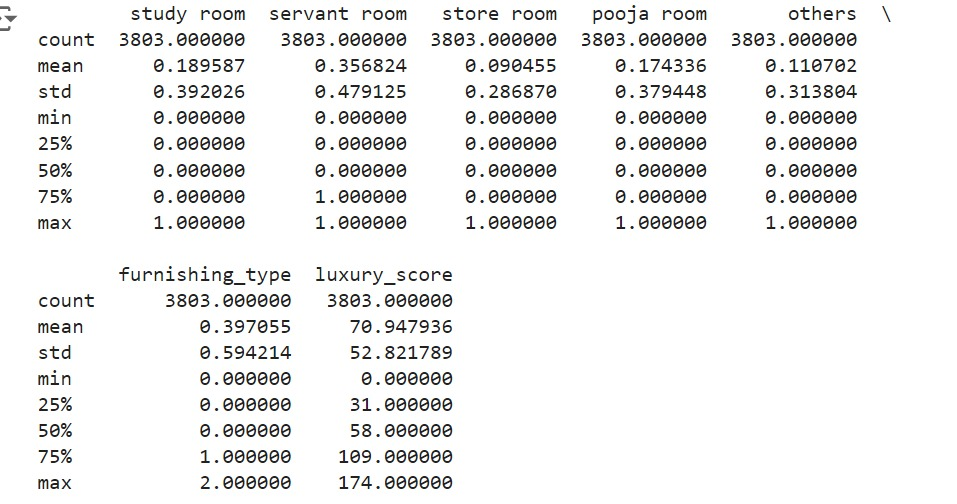 study room servant room store room pooja room others \
count 3803.000000 3803.000000 3803.000000 3803.000000 3803.000000
mean 0.189587 0.356824 0.090455 0.174336 0.110702
std 0.392026 0.479125 0.286870 0.379448 0.313804
min 0.000000 0.000000 0.000000 0.000000 0.000000
25% 0.000000 0.000000 0.000000 0.000000 0.000000
50% 0.000000 0.000000 0.000000 0.000000 0.000000
75% 0.000000 1.000000 0.000000 0.000000 0.000000
max 1.000000 1.000000 1.000000 1.000000 1.000000
furnishing_type luxury_score
count 3803.000000 3803.000000
mean 0.397055 70.947936
std 0.594214 52.821789
min 0.000000 0.000000
25% 0.000000 31.000000
50% 0.000000 58.000000
75% 1.000000 109.000000
max 2.000000 174.000000